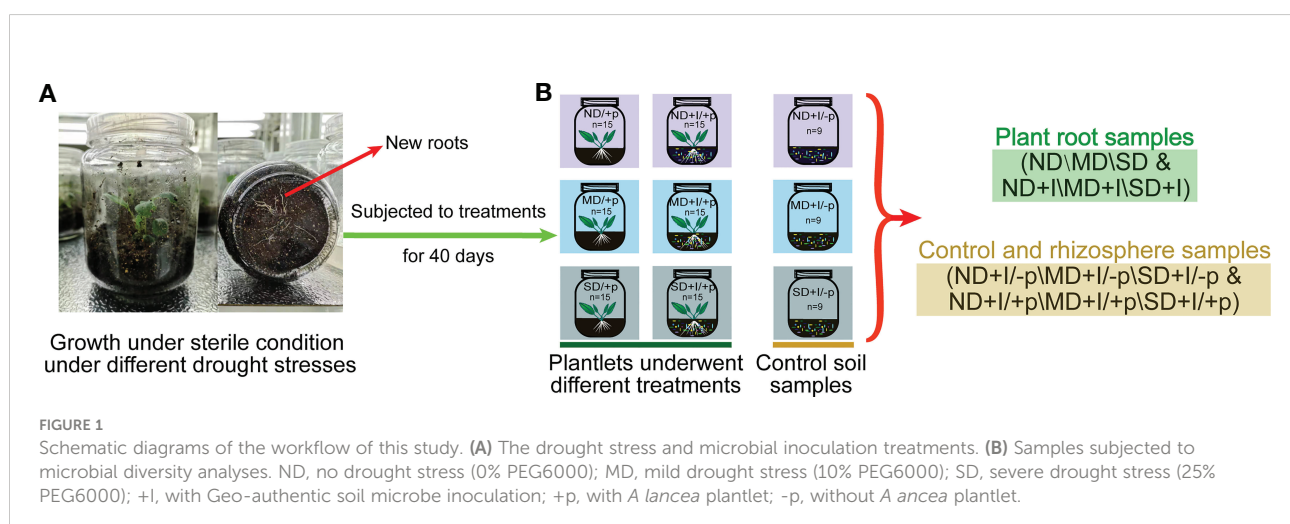 A
New roots
Subjected to treatments
for 40 days
Growth under sterile condition
under different drought stresses
B
ND/+p
n=15
ND+I/+p
n=15
ND+I/-p
n=9
MD/+p
n=15
MD+I/+p
n=15
MD+I/-p
n=9
SD/+p
n=15
SD+I/+p
n=15
SD+I/-p
n=9
Plantlets underwent
different treatments
Control soil
samples
Plant root samples
(ND\MD\SD &
ND+I\MD+I\SD+I)
Control and rhizosphere samples
(ND+I/-p\MD+I/-p\SD+I/-p &
ND+I/+p\MD+I/+p\SD+I/+p)
FIGURE 1
Schematic diagrams of the workflow of this study. (A) The drought stress and microbial inoculation treatments. (B) Samples subjected to
microbial diversity analyses. ND, no drought stress (0% PEG6000); MD, mild drought stress (10% PEG6000); SD, severe drought stress (25%
PEG6000); +I, with Geo-authentic soil microbe inoculation; +p, with A lancea plantlet; -p, without A ancea plantlet.